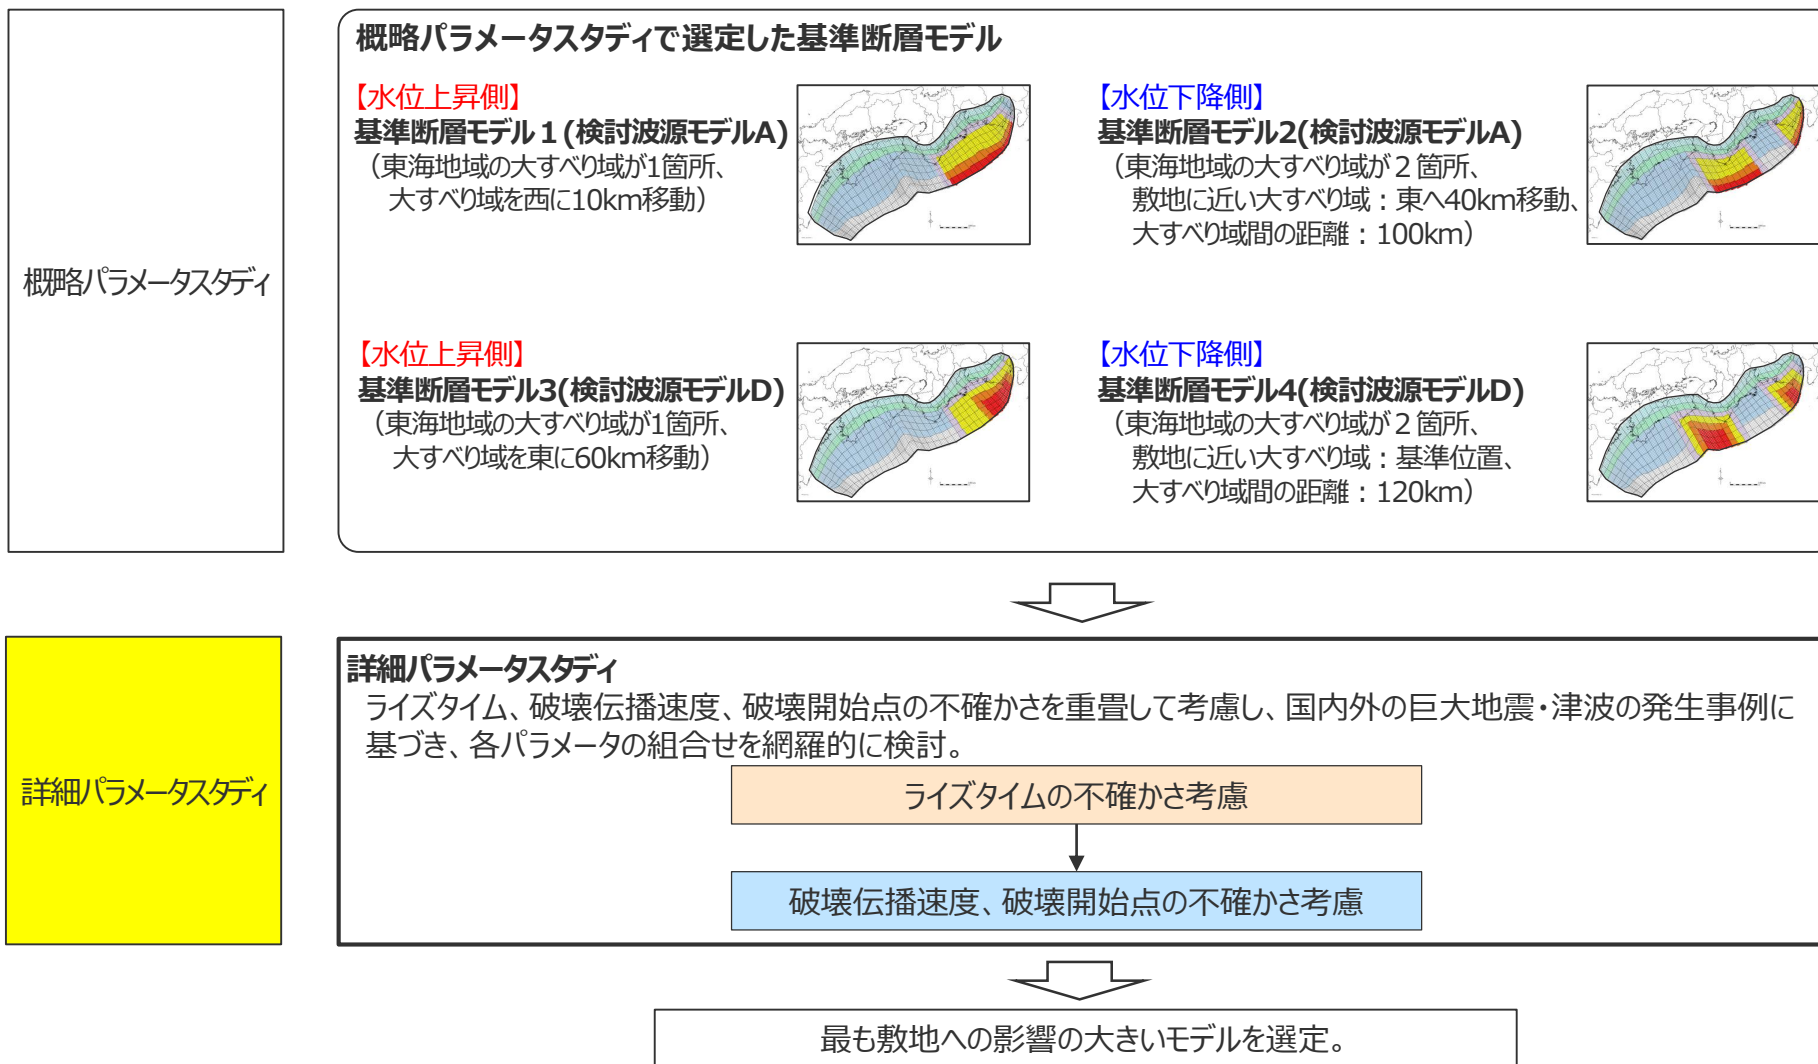 概略パラメータスタディ
概略パラメータスタディで選定した基準断層モデル
【水位上昇側】
基準断層モデル１(検討波源モデルA)
（東海地域の大すべり域が1箇所、
大すべり域を西に10km移動）
【水位下降側】
基準断層モデル2(検討波源モデルA)
（東海地域の大すべり域が２箇所、
敷地に近い大すべり域：東へ40km移動、
大すべり域間の距離：100km）
【水位上昇側】
基準断層モデル3(検討波源モデルD)
（東海地域の大すべり域が1箇所、
大すべり域を東に60km移動）
【水位下降側】
基準断層モデル4(検討波源モデルD)
（東海地域の大すべり域が２箇所、
敷地に近い大すべり域：基準位置、
大すべり域間の距離：120km）
詳細パラメータスタディ
詳細パラメータスタディ
ライズタイム、破壊伝播速度、破壊開始点の不確かさを重畳して考慮し、国内外の巨大地震・津波の発生事例に
基づき、各パラメータの組合せを網羅的に検討。
ライズタイムの不確かさ考慮
破壊伝播速度、破壊開始点の不確かさ考慮
最も敷地への影響の大きいモデルを選定。